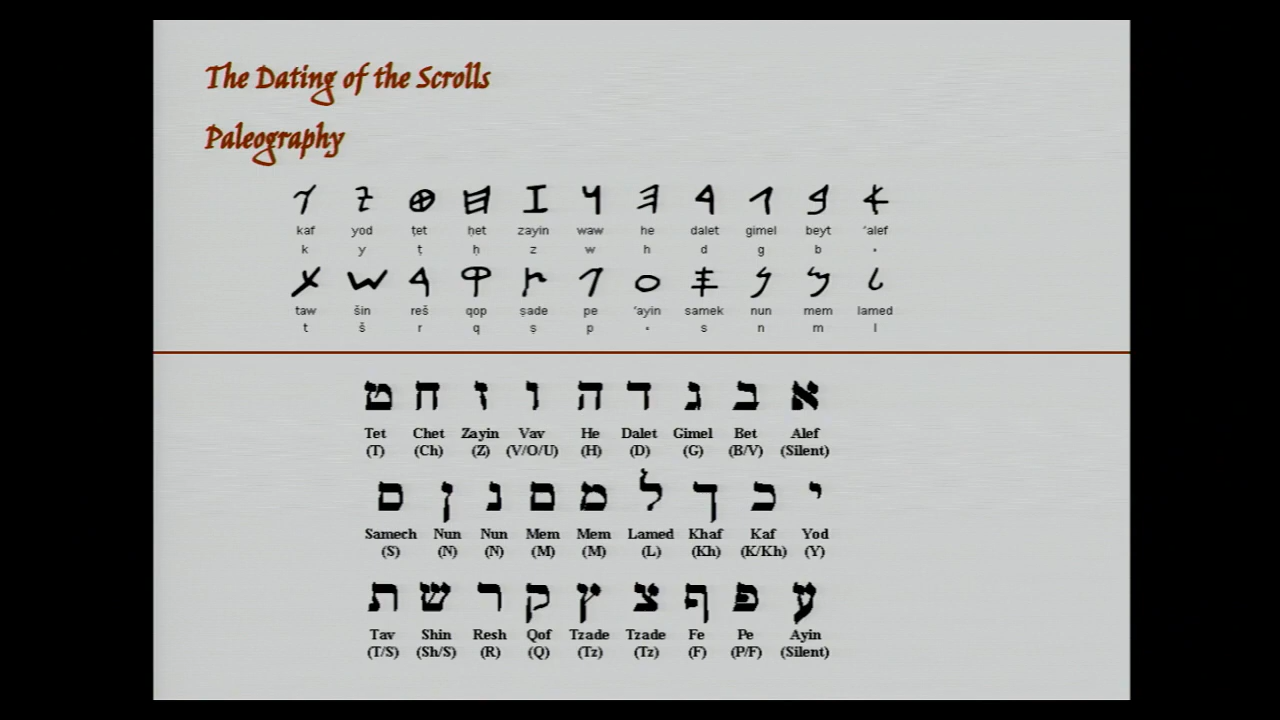 The Dating of the Scrolls
Paleography
𐤀 𐤁 𐤂 𐤃 𐤄 𐤅 𐤆 𐤇 𐤈 𐤉 𐤊
kaf yod ṭet ḥet zayin waw he dalet gimel beyt ʾalef
k y ṭ ḥ z w h d g b ʾ
𐤋 𐤌 𐤍 𐤎 𐤏 𐤐 𐤑 𐤒 𐤓 𐤔 𐤕
taw šin reš qop ṣade pe ʿayin samek nun mem lamed
t š r q ṣ p ʿ s n m l
א ב ג ד ה ו ז ח ט
Tet Chet Zayin Vav He Dalet Gimel Bet Alef
(T) (Ch) (Z) (V/O/U) (H) (D) (G) (B/V) (Silent)
י כ ך ל מ ם נ ן ס
Samech Nun Nun Mem Mem Lamed Khaf Kaf Yod
(S) (N) (N) (M) (M) (L) (Kh) (K/Kh) (Y)
ע פ ף צ ץ ק ר ש ת
Tav Shin Resh Qof Tzade Tzade Fe Pe Ayin
(T/S) (Sh/S) (R) (Q) (Tz) (Tz) (F) (P/F) (Silent)